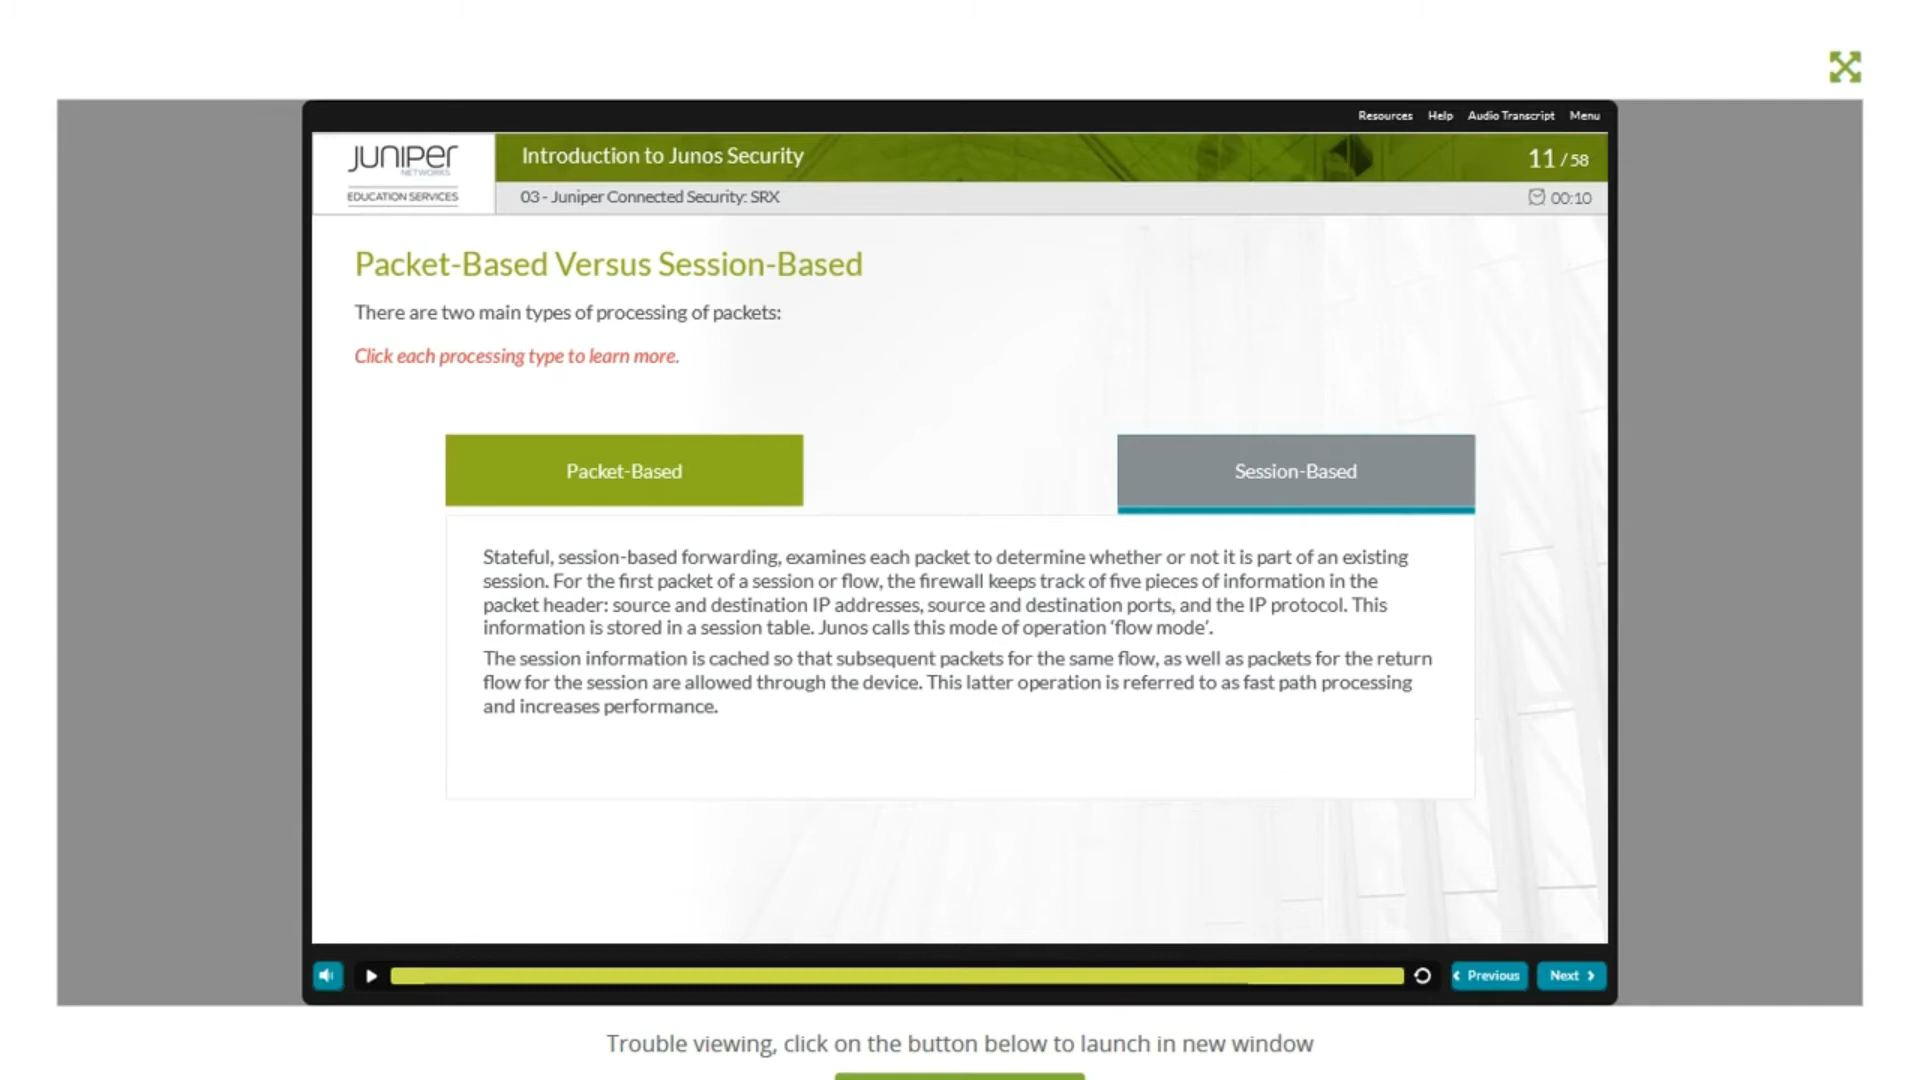 Resources Help Audio Transcript Menu
JUNIPER
NETWORKS
EDUCATION SERVICES
Introduction to Junos Security
11 / 58
03 - Juniper Connected Security: SRX
00:10
Packet-Based Versus Session-Based
There are two main types of processing of packets:
Click each processing type to learn more.
Packet-Based
Session-Based
Stateful, session-based forwarding, examines each packet to determine whether or not it is part of an existing
session. For the first packet of a session or flow, the firewall keeps track of five pieces of information in the
packet header: source and destination IP addresses, source and destination ports, and the IP protocol. This
information is stored in a session table. Junos calls this mode of operation ‘flow mode’.
The session information is cached so that subsequent packets for the same flow, as well as packets for the return
flow for the session are allowed through the device. This latter operation is referred to as fast path processing
and increases performance.
Previous
Next
Trouble viewing, click on the button below to launch in new window